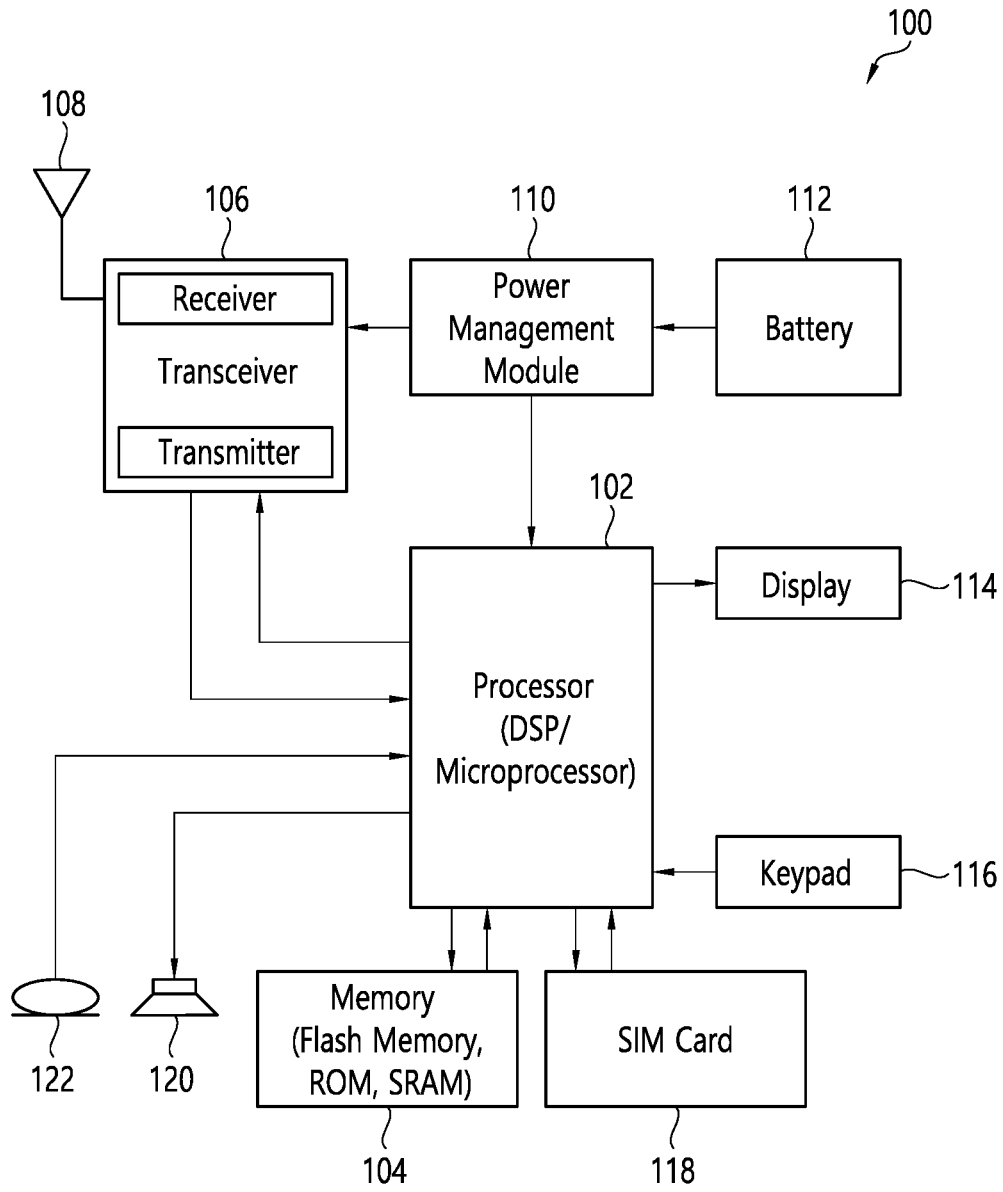 100
108
106
110
112
Receiver
Transceiver
Transmitter
Power
Management
Module
Battery
102
Display
114
Processor
(DSP/
Microprocessor)
Keypad
116
122
120
Memory
(Flash Memory,
ROM, SRAM)
SIM Card
104
118